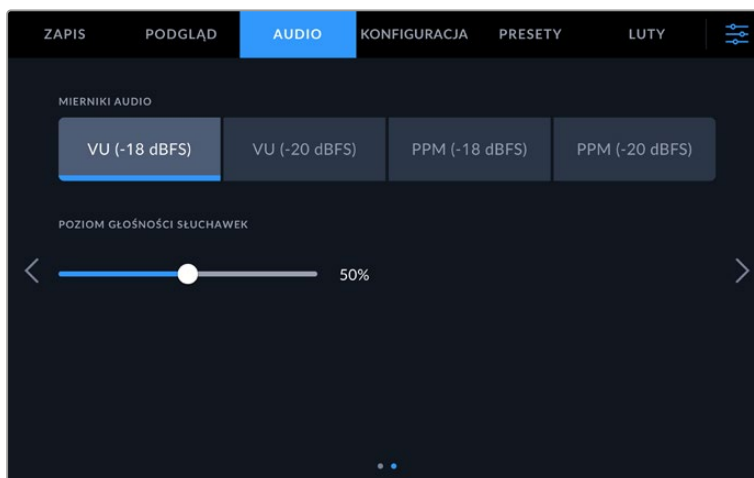 ZAPIS PODGLĄD AUDIO KONFIGURACJA PRESETY LUTY
MIERNIKI AUDIO
VU (-18 dBFS) VU (-20 dBFS) PPM (-18 dBFS) PPM (-20 dBFS)
POZIOM GŁOŚNOŚCI SŁUCHAWEK
50%